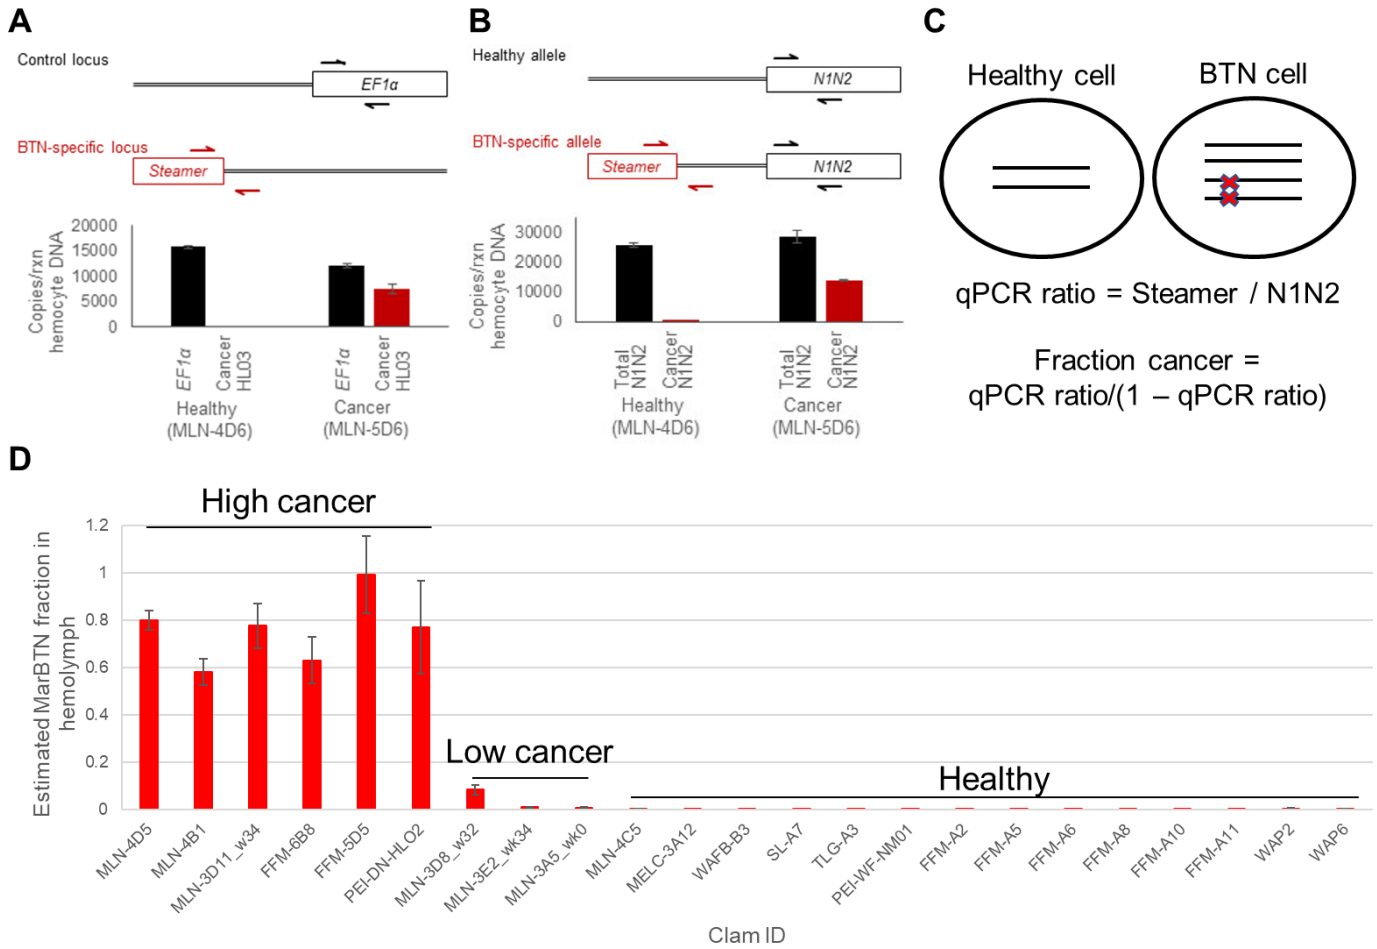 A
Control locus
EF1α
BTN-specific locus
Steamer
Copies/rxn
hemocyte DNA
20000
15000
10000
5000
0
EF1α
Cancer
HL03
EF1α
Cancer
HL03
Healthy
(MLN-4D6)
Cancer
(MLN-5D6)
B
Healthy allele
N1N2
BTN-specific allele
Steamer
N1N2
Copies/rxn
hemocyte DNA
30000
20000
10000
0
Total
N1N2
Cancer
N1N2
Total
N1N2
Cancer
N1N2
Healthy
(MLN-4D6)
Cancer
(MLN-5D6)
C
Healthy cell
BTN cell
qPCR ratio = Steamer / N1N2
Fraction cancer =
qPCR ratio/(1 – qPCR ratio)
D
High cancer
Low cancer
Healthy
Estimated MarBTN fraction in
hemolymph
1.2
1
0.8
0.6
0.4
0.2
0
MLN-4D5
MLN-4B1
MLN-3D11_w34
FFM-6B8
FFM-5D5
PEI-DN-HLO2
MLN-3D8_w32
MLN-3E2_wk34
MLN-3A5_wk0
MLN-4C5
MELC-3A12
WAFB-B3
SL-A7
TLG-A3
PEI-WF-NM01
FFM-A2
FFM-A5
FFM-A6
FFM-A8
FFM-A10
FFM-A11
WAP2
WAP6
Clam ID